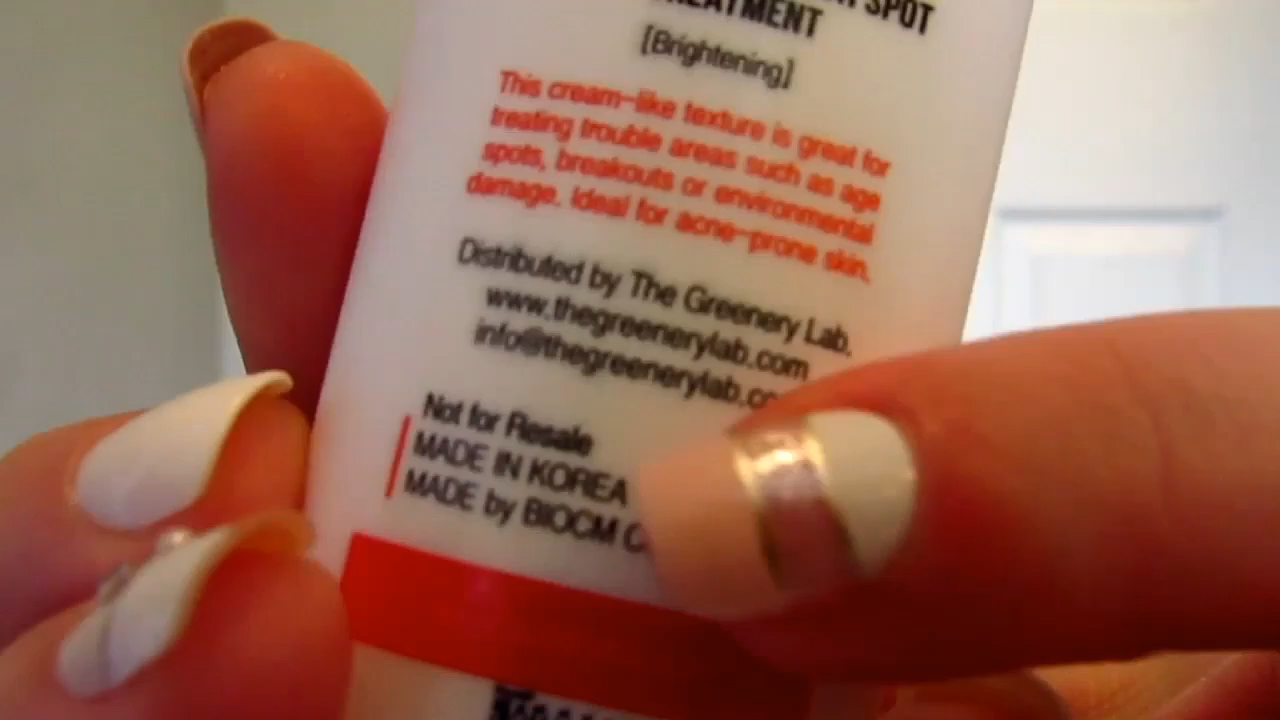 SPOT
TREATMENT
[Brightening]
This cream-like texture is great for
treating trouble areas such as age
spots, breakouts or environmental
damage. Ideal for acne-prone skin.
Distributed by The Greenery Lab.
www.thegreenerylab.com
info@thegreenerylab.co
Not for Resale
MADE IN KOREA
MADE by BIOCM C